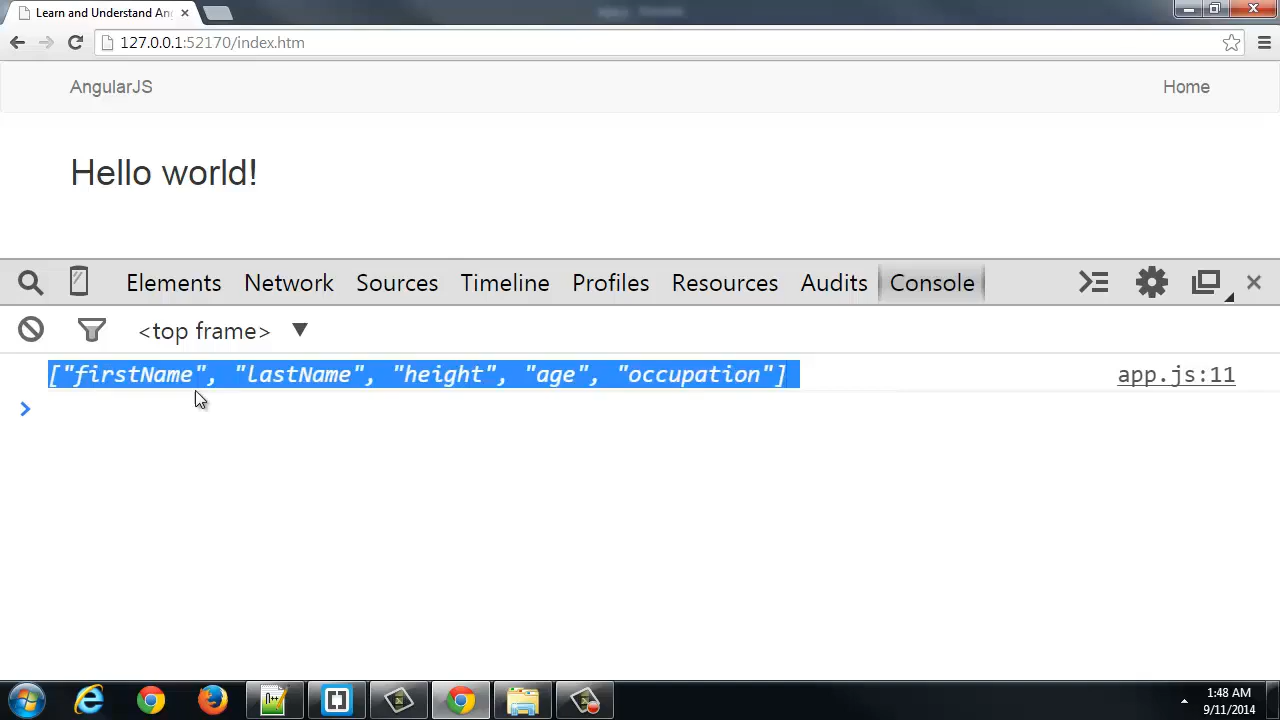 Learn and Understand Ang
127.0.0.1:52170/index.htm
AngularJS
Home
Hello world!
Elements Network Sources Timeline Profiles Resources Audits Console
<top frame>
["firstName", "lastName", "height", "age", "occupation"]
app.js:11
1:48 AM
9/11/2014